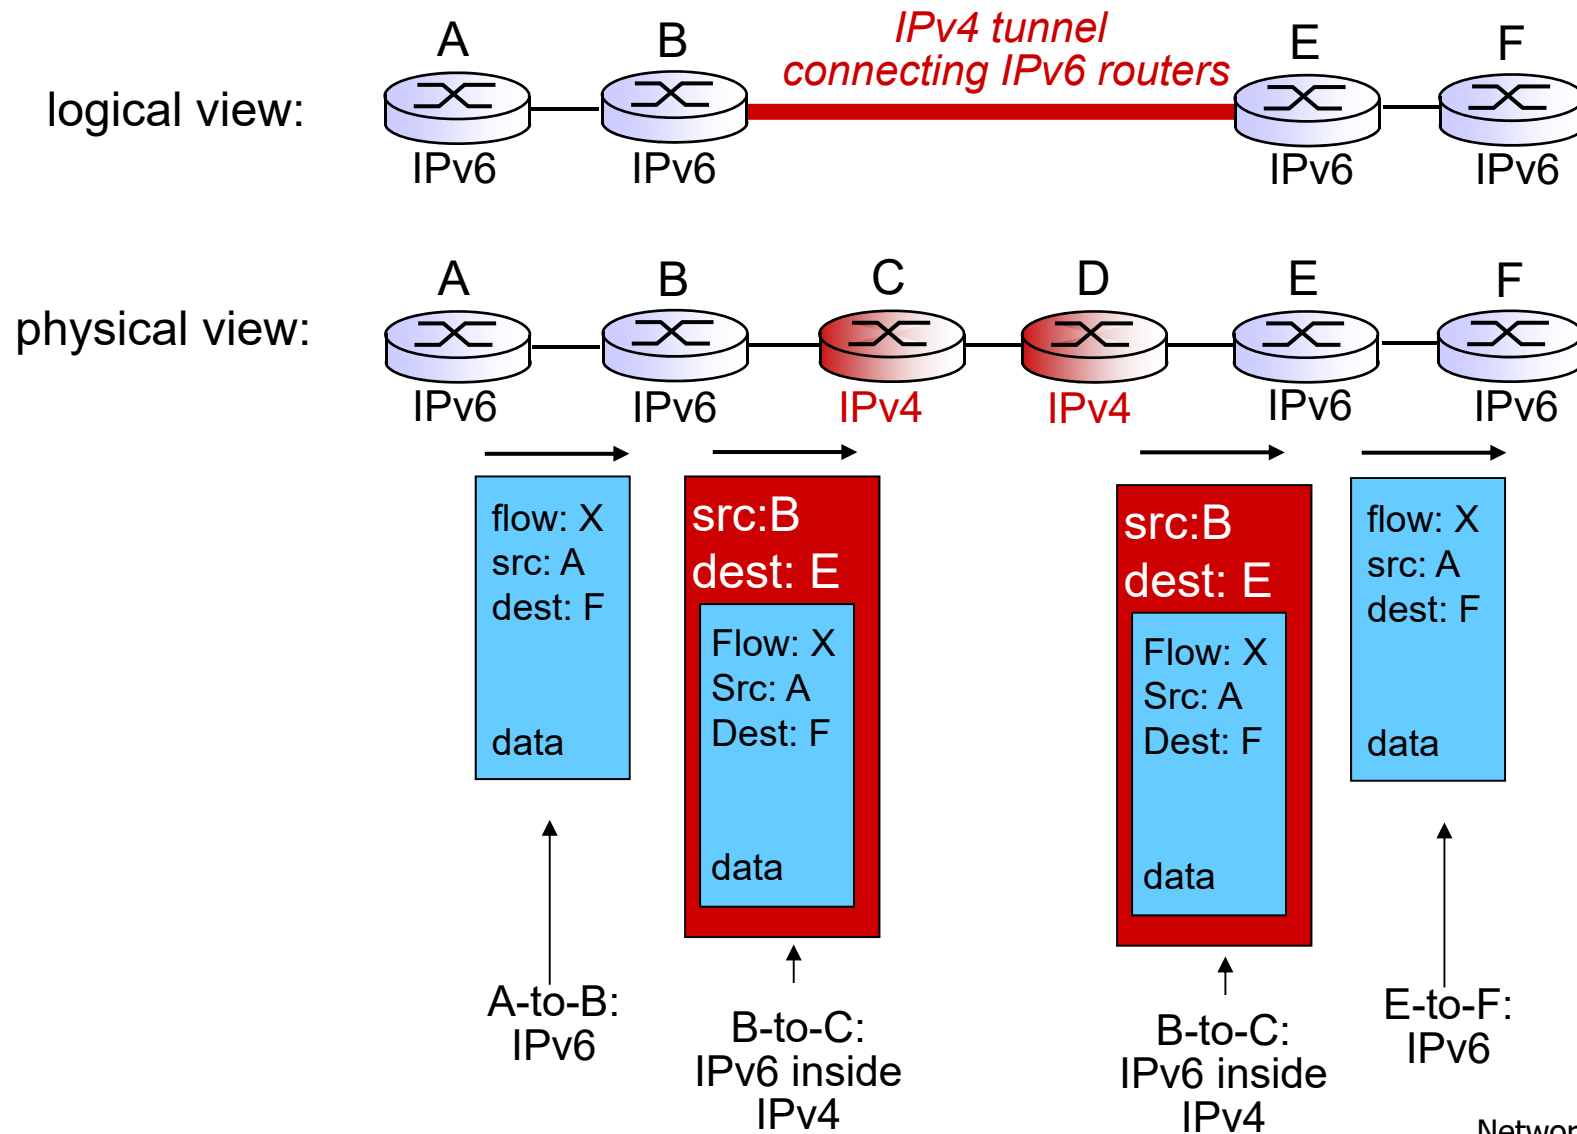 IPv4 tunnel
connecting IPv6 routers
A
B
E
F
logical view:
IPv6
IPv6
IPv6
IPv6
A
B
C
D
E
F
physical view:
IPv6
IPv6
IPv4
IPv4
IPv6
IPv6
flow: X
src: A
dest: F
data
src:B
dest: E
Flow: X
Src: A
Dest: F
data
src:B
dest: E
Flow: X
Src: A
Dest: F
data
flow: X
src: A
dest: F
data
A-to-B:
IPv6
B-to-C:
IPv6 inside
IPv4
B-to-C:
IPv6 inside
IPv4
E-to-F:
IPv6